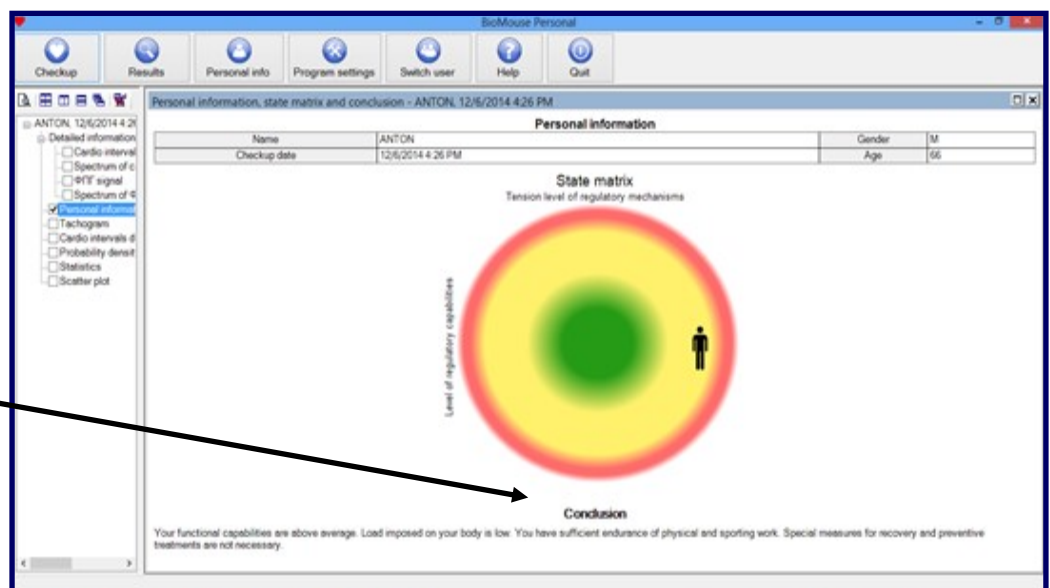 BioMouse Personal
Checkup
Results
Personal info
Program settings
Switch user
Help
Quit
ANTON, 12/6/2014 4:26
Detailed information
Cardio interval
Spectrum of c
ФПГ signal
Spectrum of Ф
Personal informat
Tachogram
Cardio intervals d
Probability densit
Statistics
Scatter plot
Personal information, state matrix and conclusion - ANTON, 12/6/2014 4:26 PM
Personal information
Name ANTON Gender M
Checkup date 12/6/2014 4:26 PM Age 66
State matrix
Tension level of regulatory mechanisms
Level of regulatory capabilities
Conclusion
Your functional capabilities are above average. Load imposed on your body is low. You have sufficient endurance of physical and sporting work. Special measures for recovery and preventive
treatments are not necessary.